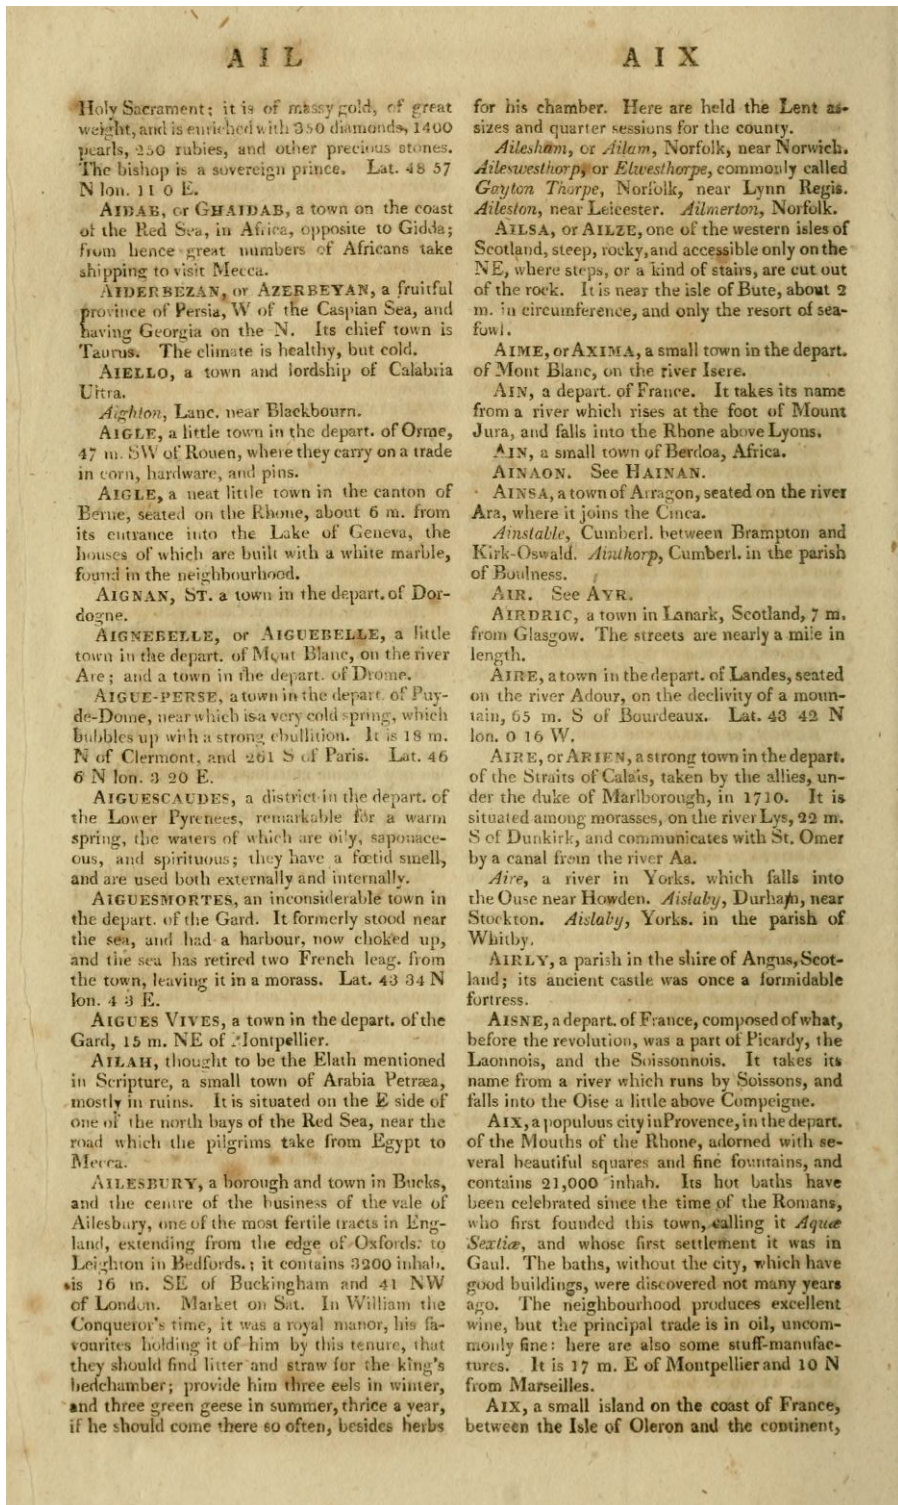 AIL
Holy Sacrament; it is of massy gold, of great
weight, and is enriched with 350 diamonds, 1400
pearls, 250 rubies, and other precious stones.
The bishop is a sovereign prince. Lat. 48 57
N lon. 11 0 E.
AIDAB, or GHAIDAB, a town on the coast
of the Red Sea, in Africa, opposite to Gidda;
from hence great numbers of Africans take
shipping to visit Mecca.
AIDERBEZAN, or AZERBEYAN, a fruitful
province of Persia, W of the Caspian Sea, and
having Georgia on the N. Its chief town is
Taurus. The climate is healthy, but cold.
AIELLO, a town and lordship of Calabria
Ultra.
Aighton, Lanc. near Blackbourn.
AIGLE, a little town in the depart. of Orme,
47 m. SW of Rouen, where they carry on a trade
in corn, hardware, and pins.
AIGLE, a neat little town in the canton of
Berne, seated on the Rhone, about 6 m. from
its entrance into the Lake of Geneva, the
houses of which are built with a white marble,
found in the neighbourhood.
AIGNAN, ST. a town in the depart. of Dor-
dogne.
AIGNEBELLE, or AIGUEBELLE, a little
town in the depart. of Mont Blanc, on the river
Arc; and a town in the depart. of Drome.
AIGUE-PERSE, a town in the depart. of Puy-
de-Dome, near which is a very cold spring, which
bubbles up with a strong ebullition. It is 18 m.
N of Clermont, and 261 S of Paris. Lat. 46
6 N lon. 3 20 E.
AIGUESCAUDES, a district in the depart. of
the Lower Pyrenees, remarkable for a warm
spring, the waters of which are oily, saponace-
ous, and spirituous; they have a fœtid smell,
and are used both externally and internally.
AIGUESMORTES, an inconsiderable town in
the depart. of the Gard. It formerly stood near
the sea, and had a harbour, now choked up,
and the sea has retired two French leag. from
the town, leaving it in a morass. Lat. 43 34 N
lon. 4 3 E.
AIGUES VIVES, a town in the depart. of the
Gard, 15 m. NE of Montpellier.
AILAH, thought to be the Elath mentioned
in Scripture, a small town of Arabia Petræa,
mostly in ruins. It is situated on the E side of
one of the north bays of the Red Sea, near the
road which the pilgrims take from Egypt to
Mecca.
AILESBURY, a borough and town in Bucks,
and the centre of the business of the vale of
Ailesbury, one of the most fertile tracts in Eng-
land, extending from the edge of Oxfords. to
Leighton in Bedfords.; it contains 3200 inhab.
is 16 m. SE of Buckingham and 41 NW
of London. Market on Sat. In William the
Conqueror's time, it was a royal manor, his fa-
vourites holding it of him by this tenure, that
they should find litter and straw for the king's
bedchamber; provide him three eels in winter,
and three green geese in summer, thrice a year,
if he should come there so often, besides herbs
AIX
for his chamber. Here are held the Lent as-
sizes and quarter sessions for the county.
Ailesham, or Ailam, Norfolk, near Norwich.
Aileswesthorp, or Elwesthorpe, commonly called
Gayton Thorpe, Norfolk, near Lynn Regis.
Aileston, near Leicester. Ailmerton, Norfolk.
AILSA, or AILZE, one of the western isles of
Scotland, steep, rocky, and accessible only on the
NE, where steps, or a kind of stairs, are cut out
of the rock. It is near the isle of Bute, about 2
m. in circumference, and only the resort of sea-
fowl.
AIME, or AXIMA, a small town in the depart.
of Mont Blanc, on the river Isere.
AIN, a depart. of France. It takes its name
from a river which rises at the foot of Mount
Jura, and falls into the Rhone above Lyons.
AIN, a small town of Berdoa, Africa.
AINAON. See HAINAN.
AINSA, a town of Arragon, seated on the river
Ara, where it joins the Cinca.
Ainstable, Cumberl. between Brampton and
Kirk-Oswald. Ainthorp, Cumberl. in the parish
of Boulness.
AIR. See AYR.
AIRDRIC, a town in Lanark, Scotland, 7 m.
from Glasgow. The streets are nearly a mile in
length.
AIRE, a town in the depart. of Landes, seated
on the river Adour, on the declivity of a moun-
tain, 65 m. S of Bourdeaux. Lat. 43 42 N
lon. 0 16 W.
AIRE, or ARIEN, a strong town in the depart.
of the Straits of Calais, taken by the allies, un-
der the duke of Marlborough, in 1710. It is
situated among morasses, on the river Lys, 22 m.
S of Dunkirk, and communicates with St. Omer
by a canal from the river Aa.
Aire, a river in Yorks. which falls into
the Ouse near Howden. Aislaby, Durham, near
Stockton. Aislaby, Yorks. in the parish of
Whitby.
AIRLY, a parish in the shire of Angus, Scot-
land; its ancient castle was once a formidable
fortress.
AISNE, a depart. of France, composed of what,
before the revolution, was a part of Picardy, the
Laonnois, and the Soissonnois. It takes its
name from a river which runs by Soissons, and
falls into the Oise a little above Compeigne.
AIX, a populous city in Provence, in the depart.
of the Mouths of the Rhone, adorned with se-
veral beautiful squares and fine fountains, and
contains 21,000 inhab. Its hot baths have
been celebrated since the time of the Romans,
who first founded this town, calling it Aquæ
Sextiæ, and whose first settlement it was in
Gaul. The baths, without the city, which have
good buildings, were discovered not many years
ago. The neighbourhood produces excellent
wine, but the principal trade is in oil, uncom-
monly fine: here are also some stuff-manufac-
tures. It is 17 m. E of Montpellier and 10 N
from Marseilles.
AIX, a small island on the coast of France,
between the Isle of Oleron and the continent,